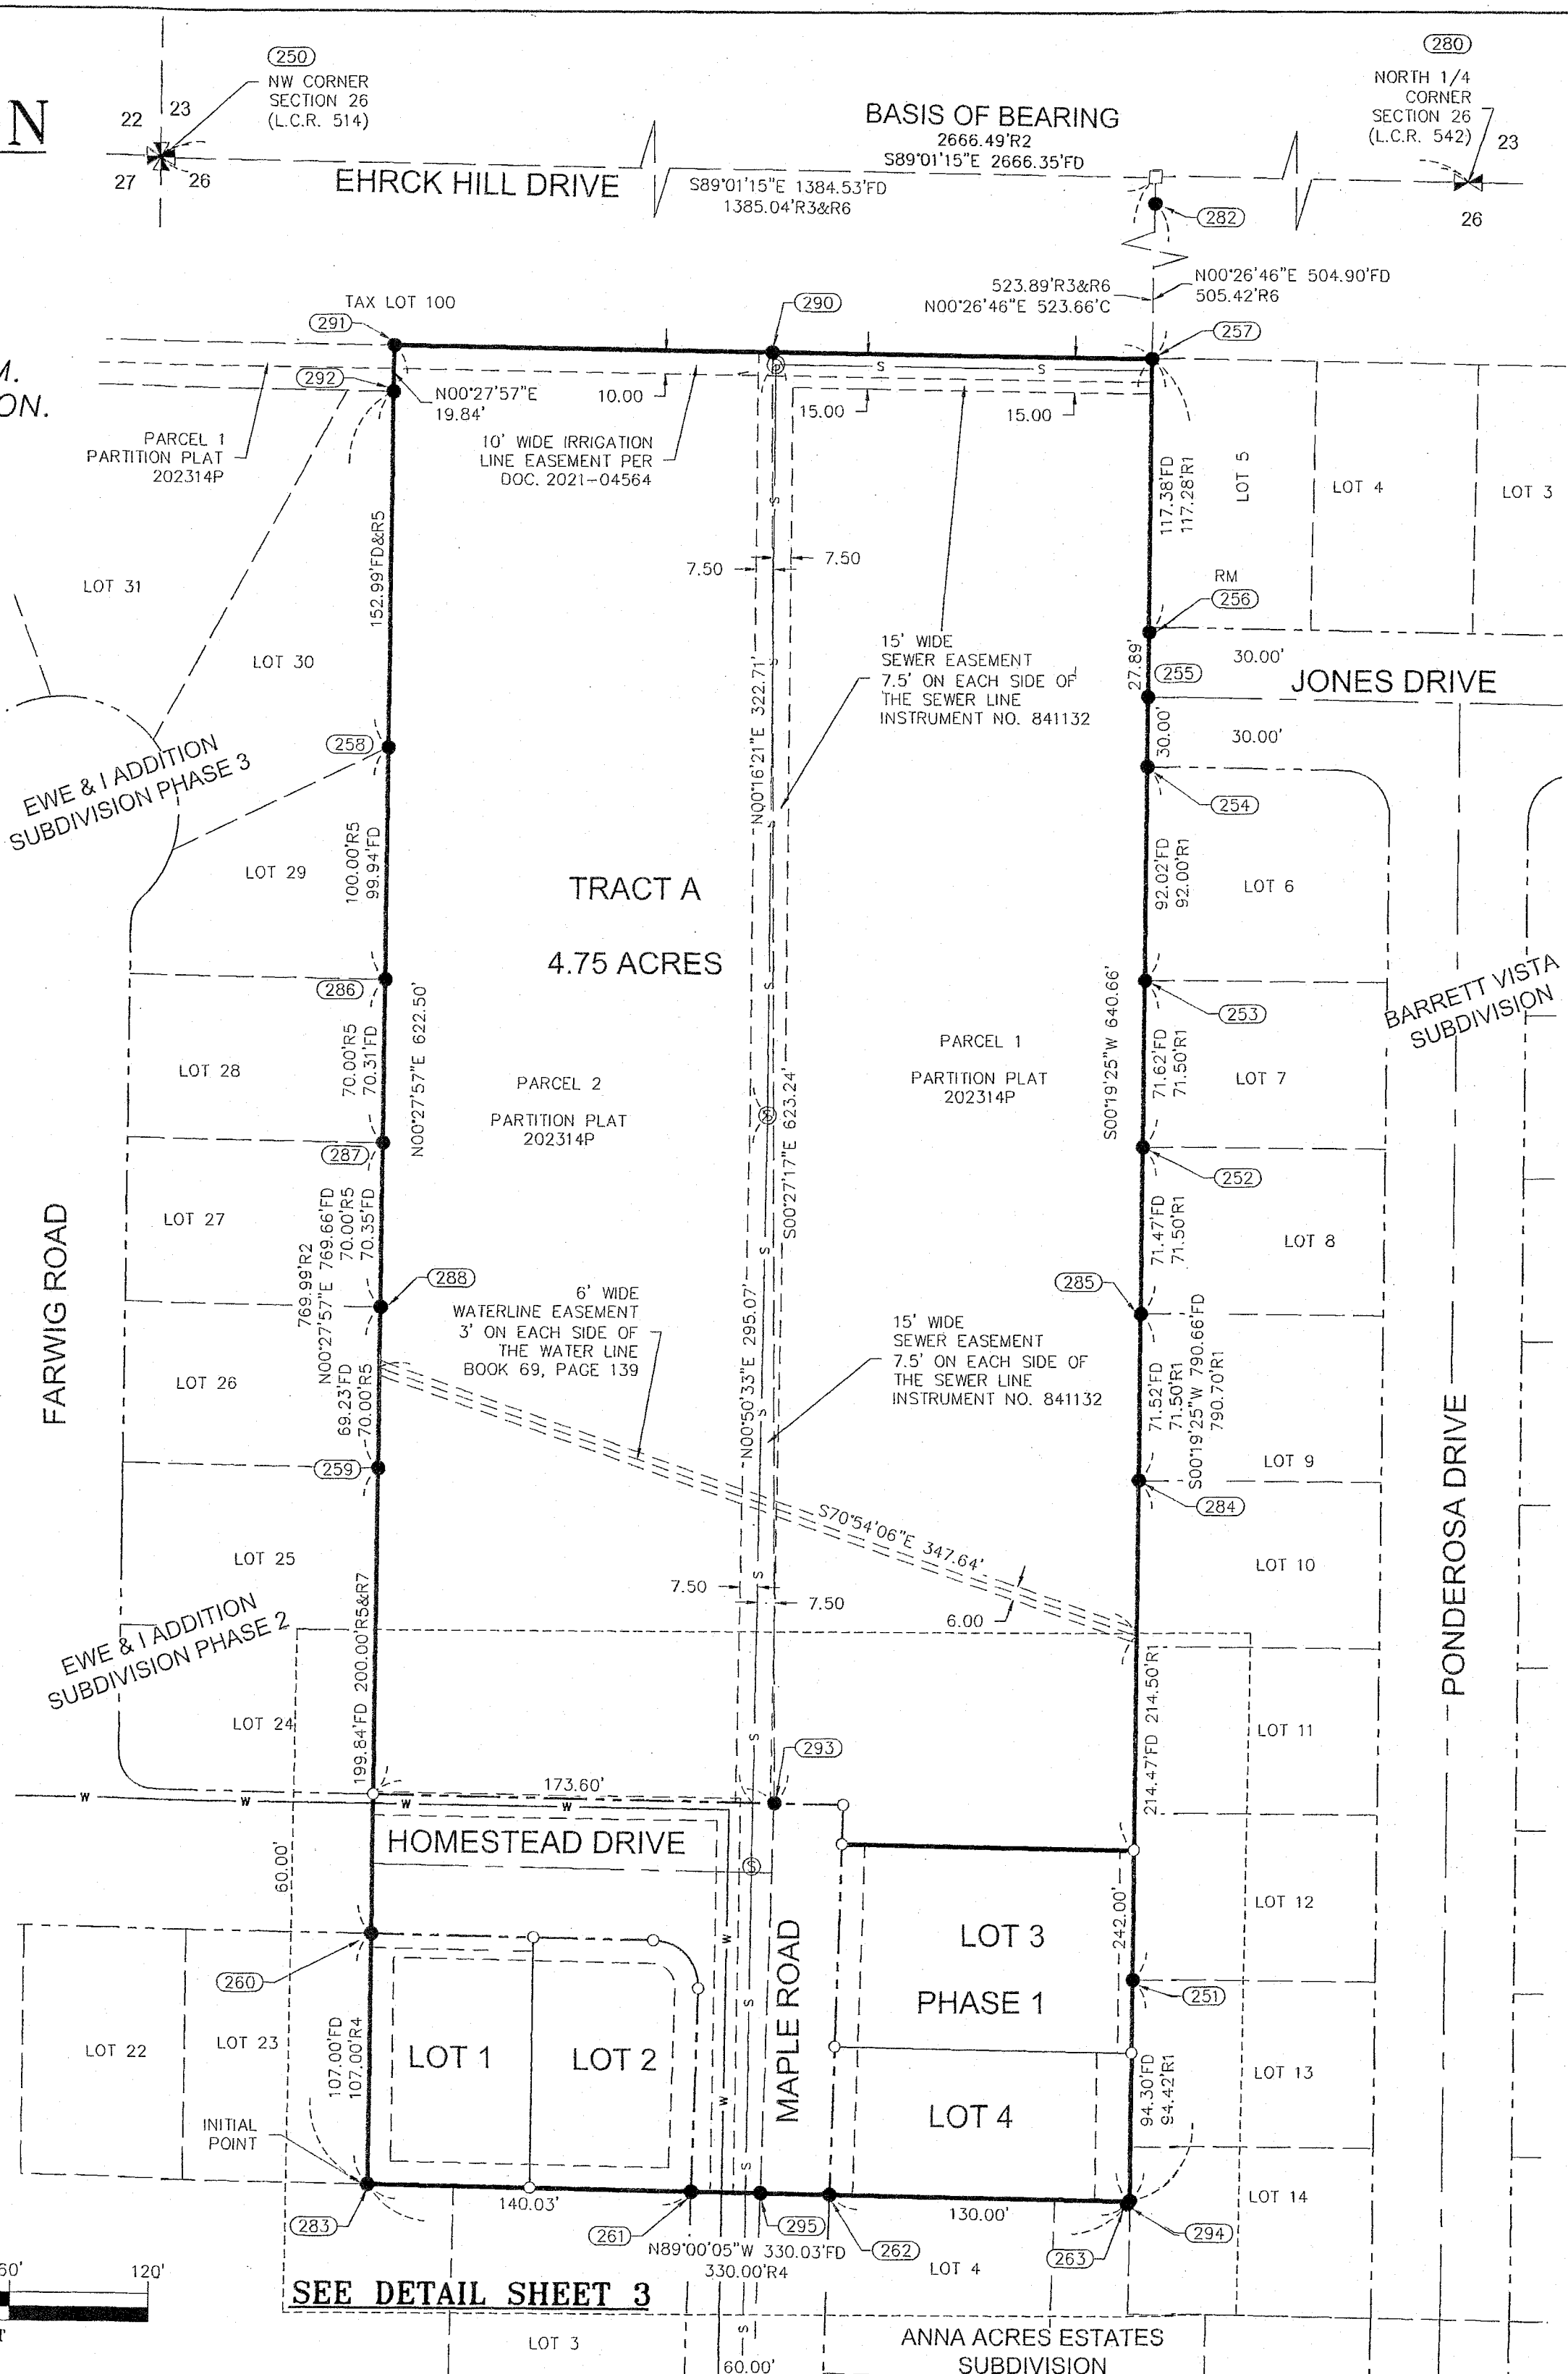 N
250
NW CORNER
SECTION 26
(L.C.R. 514)
22
23
27
26
EHRCK HILL DRIVE
BASIS OF BEARING
2666.49'R2
S89°01'15"E 2666.35'FD
S89°01'15"E 1384.53'FD
1385.04'R3&R6
280
NORTH 1/4
CORNER
SECTION 26
(L.C.R. 542)
23
26
282
M.
ON.
TAX LOT 100
291
290
523.89'R3&R6
N00°26'46"E 523.66'C
N00°26'46"E 504.90'FD
505.42'R6
257
292
N00°27'57"E
19.84'
10.00
15.00
15.00
PARCEL 1
PARTITION PLAT
202314P
10' WIDE IRRIGATION
LINE EASEMENT PER
DOC. 2021-04564
S
S
S
S
152.99'FD&R5
117.38'FD
117.28'R1
LOT 5
LOT 4
LOT 3
7.50
7.50
LOT 31
LOT 30
RM
256
27.89'
255
30.00'
JONES DRIVE
30.00'
30.00'
254
15' WIDE
SEWER EASEMENT
7.5' ON EACH SIDE OF
THE SEWER LINE
INSTRUMENT NO. 841132
N00°16'21"E 322.71'
258
EWE & I ADDITION
SUBDIVISION PHASE 3
LOT 29
100.00'R5
99.94'FD
TRACT A
4.75 ACRES
92.02'FD
92.00'R1
LOT 6
286
S
253
BARRETT VISTA
SUBDIVISION
LOT 28
70.00'R5
70.31'FD
N00°27'57"E 622.50'
PARCEL 2
PARTITION PLAT
202314P
PARCEL 1
PARTITION PLAT
202314P
S00°19'25"W 640.66'
71.62'FD
71.50'R1
LOT 7
S
S00°27'17"E 623.24'
287
252
FARWIG ROAD
LOT 27
769.99'R2
N00°27'57"E 769.66'FD
70.00'R5
70.35'FD
71.47'FD
71.50'R1
LOT 8
S
288
285
6' WIDE
WATERLINE EASEMENT
3' ON EACH SIDE OF
THE WATER LINE
BOOK 69, PAGE 139
N00°50'33"E 295.07'
15' WIDE
SEWER EASEMENT
7.5' ON EACH SIDE OF
THE SEWER LINE
INSTRUMENT NO. 841132
LOT 26
69.23'FD
70.00'R5
71.52'FD
71.50'R1
S00°19'25"W 790.66'FD
790.70'R1
LOT 9
S
259
284
S70°54'06"E 347.64'
PONDEROSA DRIVE
LOT 25
LOT 10
S
7.50
7.50
6.00
EWE & I ADDITION
SUBDIVISION PHASE 2
199.84'FD 200.00'R5&R7
214.47'FD 214.50'R1
LOT 24
LOT 11
S
293
173.60'
W
W
W
W
HOMESTEAD DRIVE
S
60.00'
242.00'
LOT 12
LOT 3
PHASE 1
MAPLE ROAD
W
260
251
S
LOT 22
LOT 23
107.00'FD
107.00'R4
LOT 1
LOT 2
LOT 4
94.30'FD
94.42'R1
LOT 13
W
INITIAL
POINT
S
140.03'
130.00'
LOT 14
283
261
295
262
263
294
N89°00'05"W 330.03'FD
330.00'R4
LOT 4
60'
120'
SEE DETAIL SHEET 3
S
LOT 3
60.00'
ANNA ACRES ESTATES
SUBDIVISION